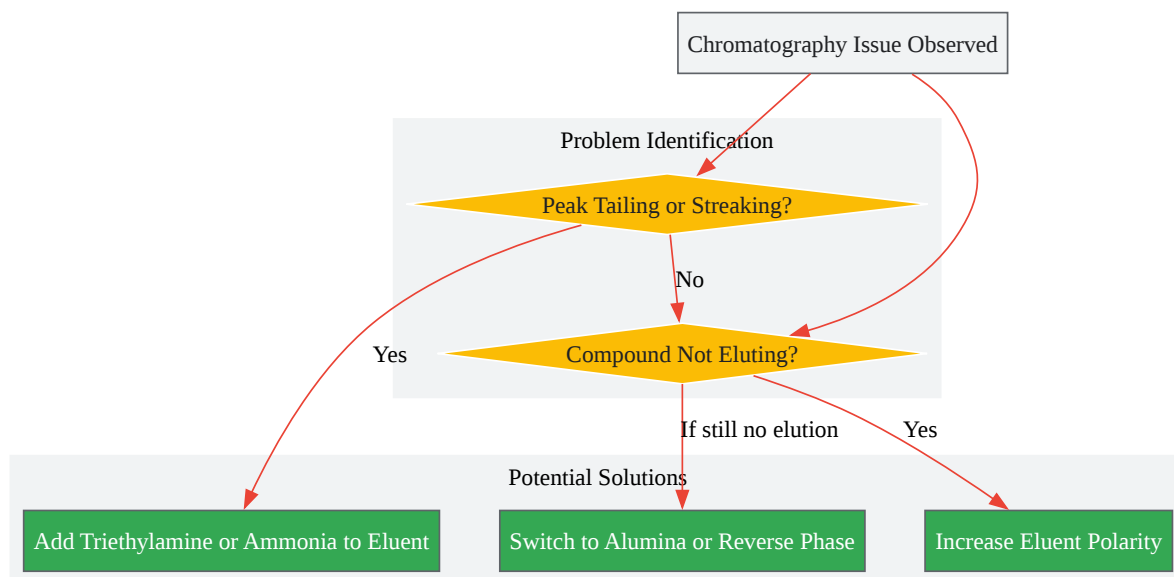 Chromatography Issue Observed
Problem Identification
Peak Tailing or Streaking?
No
Yes
Compound Not Eluting?
If still no elution
Yes
Potential Solutions
Add Triethylamine or Ammonia to Eluent
Switch to Alumina or Reverse Phase
Increase Eluent Polarity